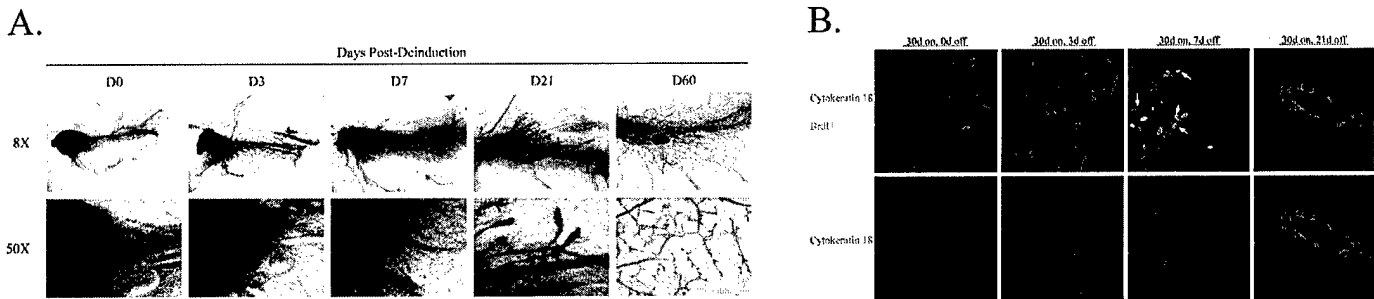 A.
Days Post-Deinduction
D0 D3 D7 D21 D60
8X
50X
B.
30d on, 0d off 30d on, 3d off 30d on, 7d off 30d on, 21d off
Cytokeratin 18
BrdU
Cytokeratin 18